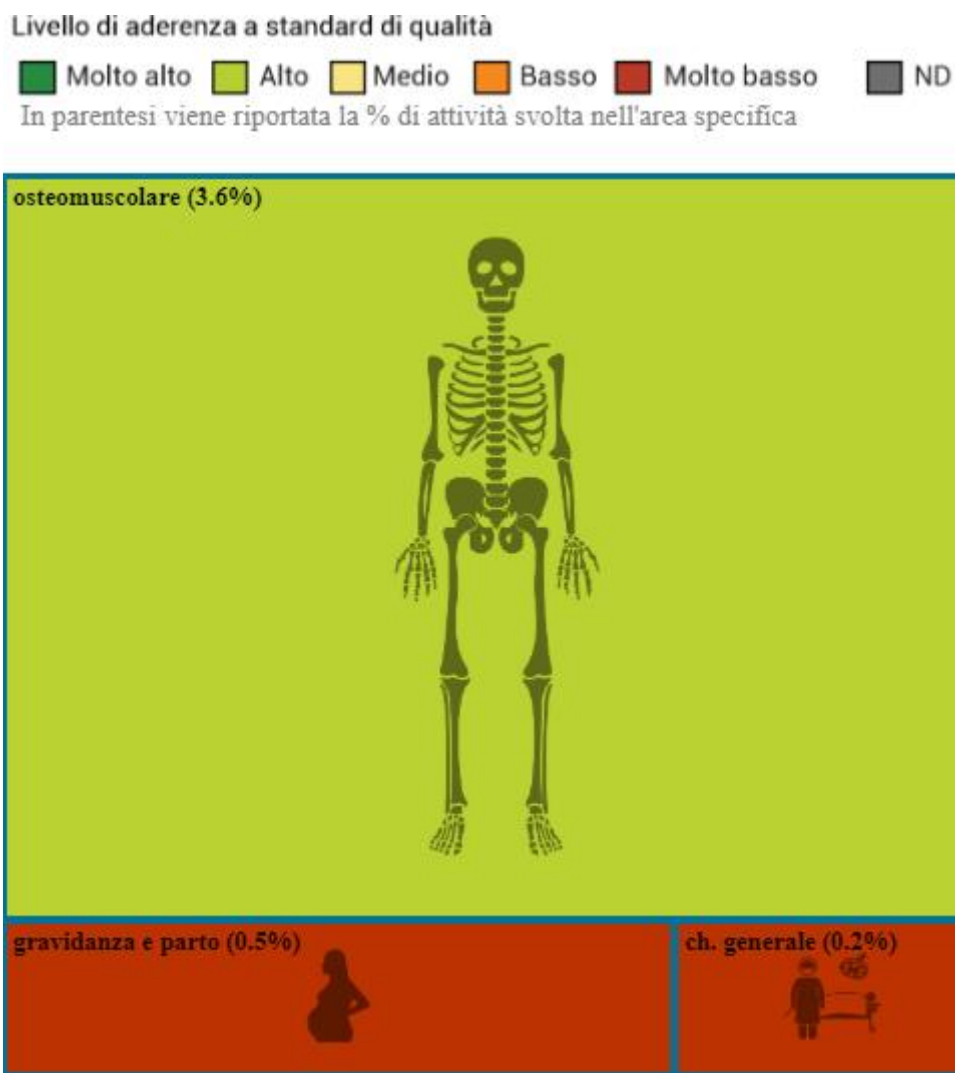 Livello di aderenza a standard di qualità
Molto alto Alto Medio Basso Molto basso ND
In parentesi viene riportata la % di attività svolta nell'area specifica
osteomuscolare (3.6%)
gravidanza e parto (0.5%) ch. generale (0.2%)